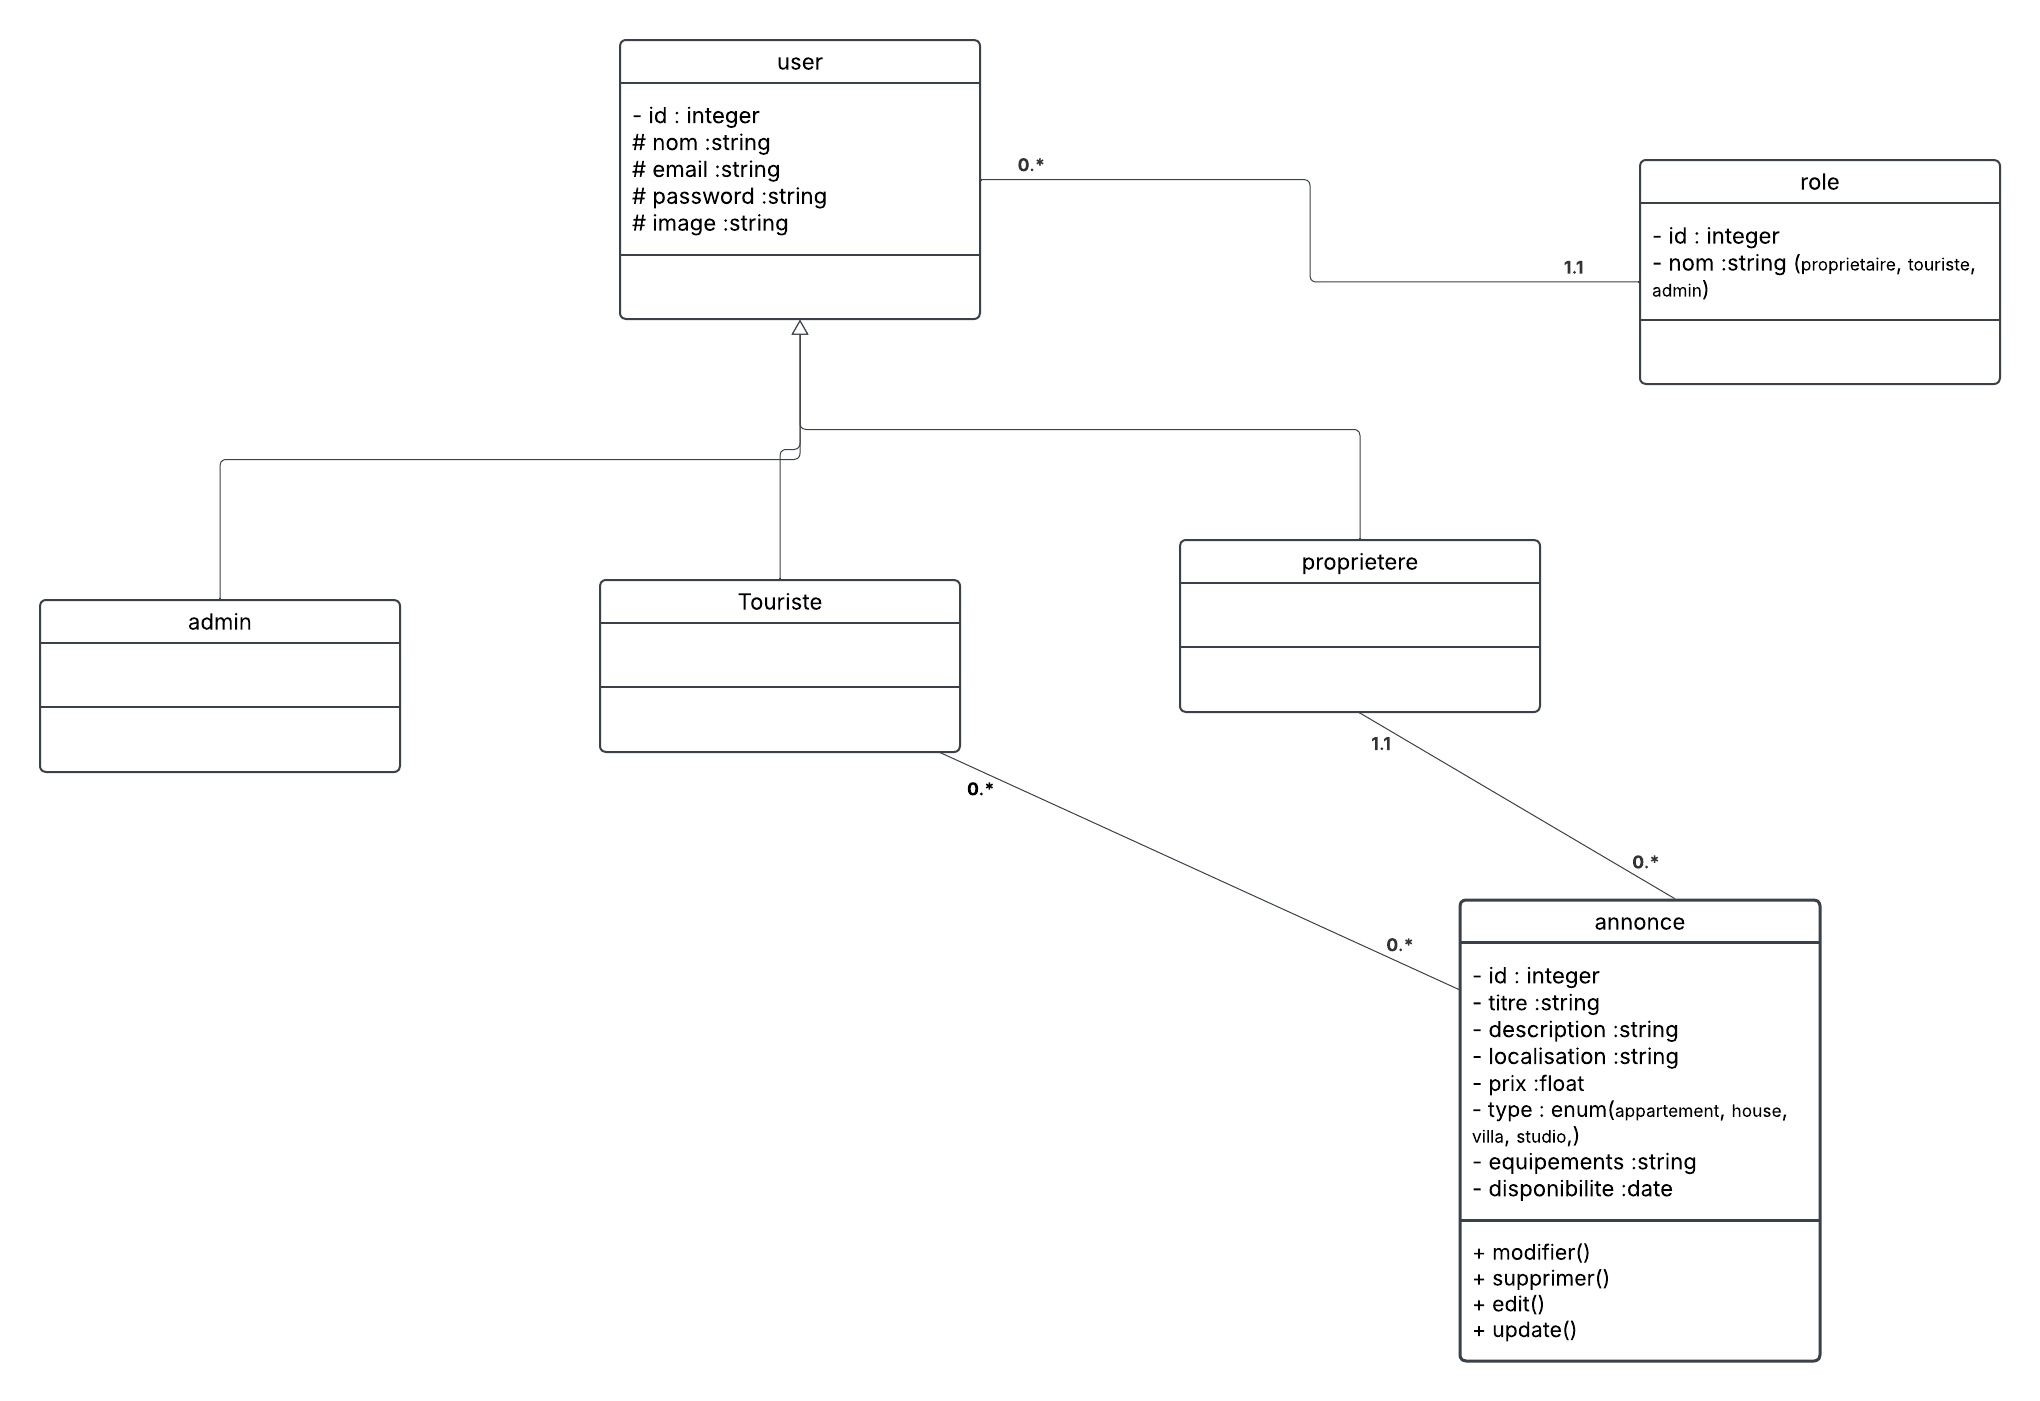 user
- id : integer
# nom :string
# email :string
# password :string
# image :string
0.*
1.1
role
- id : integer
- nom :string (proprietaire, touriste,
admin)
admin
Touriste
proprietere
0.*
0.*
1.1
0.*
annonce
- id : integer
- titre :string
- description :string
- localisation :string
- prix :float
- type : enum(appartement, house,
villa, studio,)
- equipements :string
- disponibilite :date
+ modifier()
+ supprimer()
+ edit()
+ update()